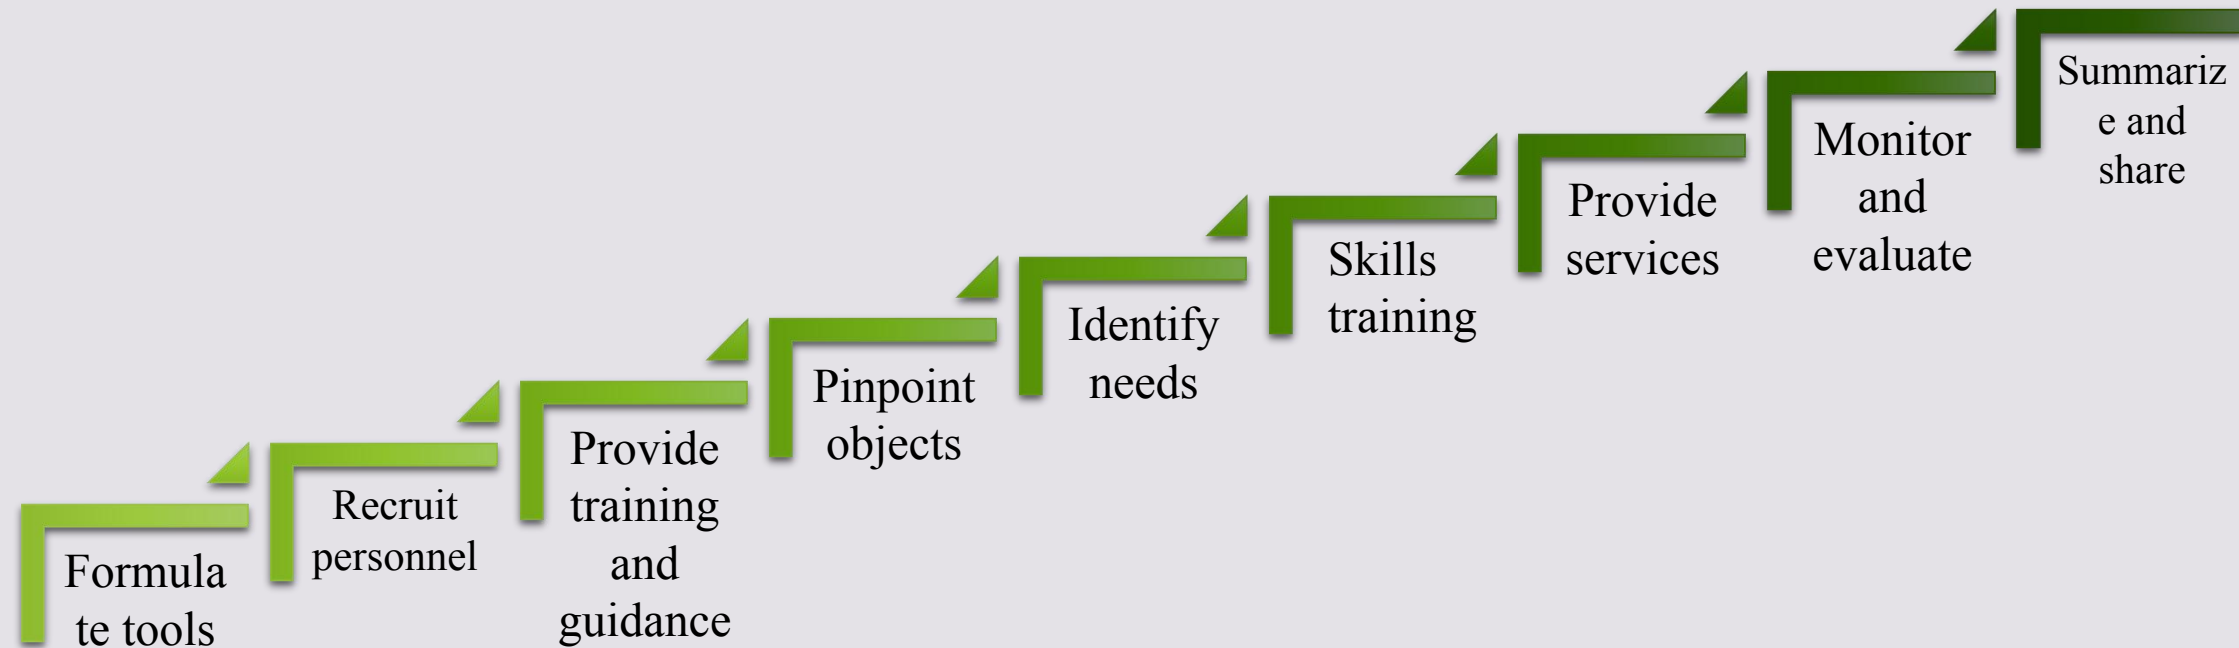 Formula
te tools
Recruit
personnel
Provide
training
and
guidance
Pinpoint
objects
Identify
needs
Skills
training
Provide
services
Monitor
and
evaluate
Summariz
e and
share